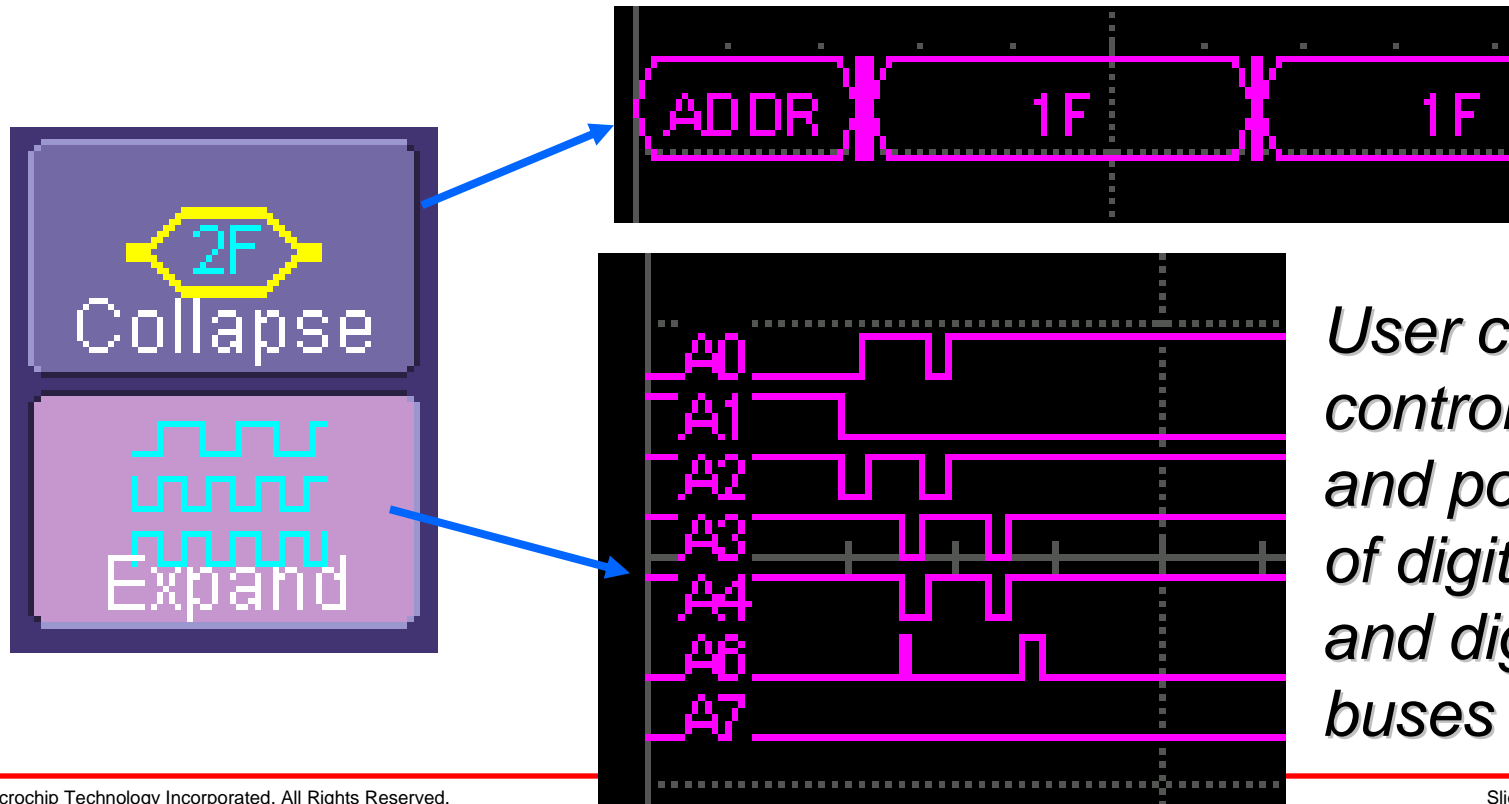 ADDR 1F 1F
2F
Collapse
Expand
A0
A1
A2
A3
A4
A6
A7
User c
control
and po
of digit
and dig
buses
crochip Technology Incorporated. All Rights Reserved.
Sli